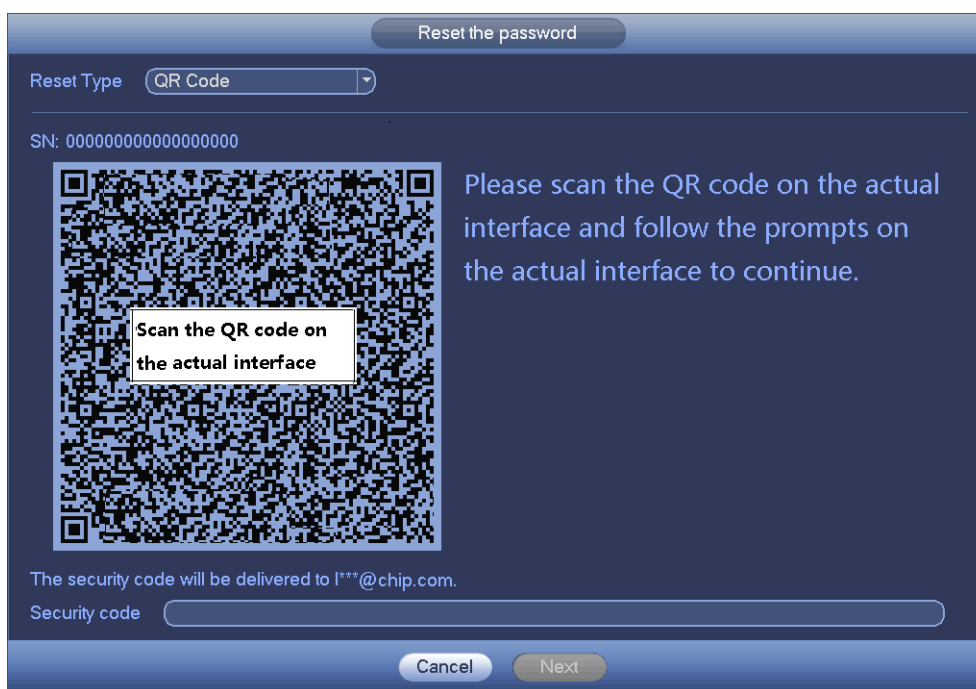 Reset the password
Reset Type QR Code
SN: 000000000000000000
Please scan the QR code on the actual
interface and follow the prompts on
the actual interface to continue.
Scan the QR code on
the actual interface
The security code will be delivered to l***@chip.com.
Security code
Cancel Next